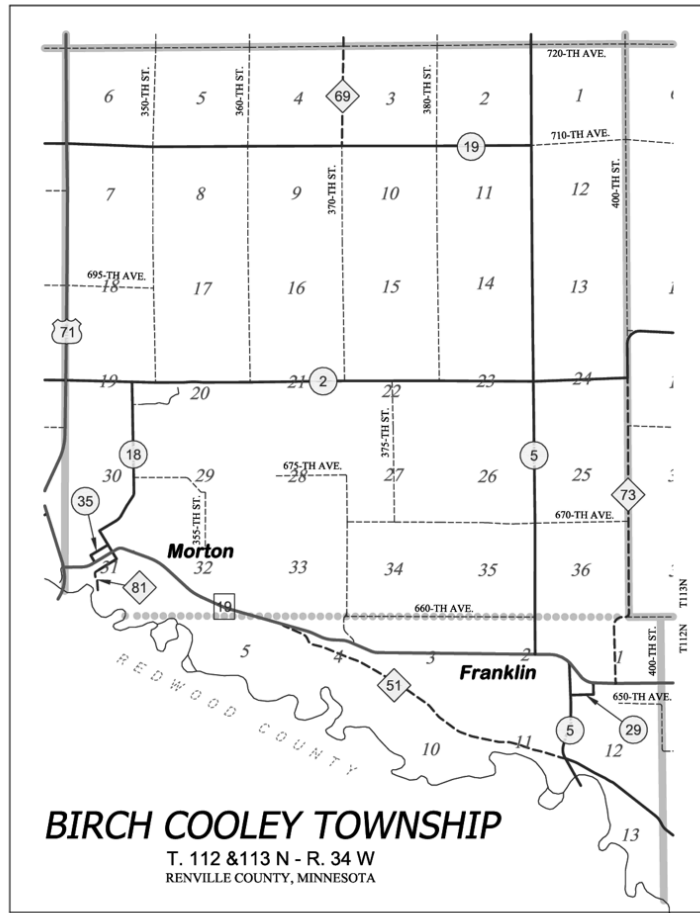 720-TH AVE.
350-TH ST.
360-TH ST.
380-TH ST.
6
5
4
69
3
2
1
19
710-TH AVE.
7
8
9
370-TH ST.
10
11
12
400-TH ST.
695-TH AVE.
18
17
16
15
14
13
71
19
20
21
2
22
23
24
18
375-TH ST.
5
30
29
675-TH AVE.
28
27
26
25
73
35
355-TH ST.
670-TH AVE.
Morton
31
32
33
34
35
36
81
19
660-TH AVE.
T113N
T112N
REDWOOD COUNTY
5
4
3
2
1
400-TH ST.
Franklin
51
650-TH AVE.
5
29
10
11
12
13
BIRCH COOLEY TOWNSHIP
T. 112 &113 N - R. 34 W
RENVILLE COUNTY, MINNESOTA